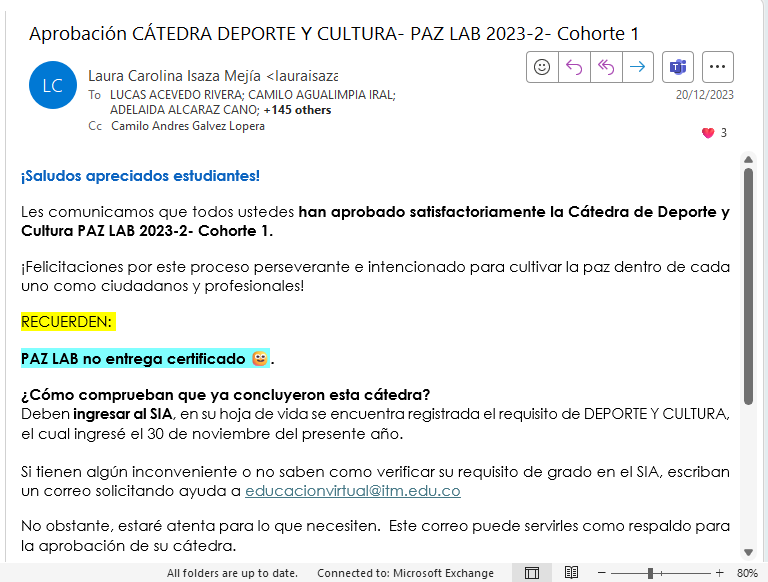 Aprobación CÁTEDRA DEPORTE Y CULTURA- PAZ LAB 2023-2- Cohorte 1
LC
Laura Carolina Isaza Mejía <lauraisaza
To LUCAS ACEVEDO RIVERA; CAMILO AGUALIMPIA IRAL;
ADELAIDA ALCARAZ CANO; +145 others
Cc Camilo Andres Galvez Lopera
20/12/2023
3
¡Saludos apreciados estudiantes!
Les comunicamos que todos ustedes han aprobado satisfactoriamente la Cátedra de Deporte y
Cultura PAZ LAB 2023-2- Cohorte 1.
¡Felicitaciones por este proceso perseverante e intencionado para cultivar la paz dentro de cada
uno como ciudadanos y profesionales!
RECUERDEN:
PAZ LAB no entrega certificado 😊.
¿Cómo comprueban que ya concluyeron esta cátedra?
Deben ingresar al SIA, en su hoja de vida se encuentra registrada el requisito de DEPORTE Y CULTURA,
el cual ingresé el 30 de noviembre del presente año.
Si tienen algún inconveniente o no saben como verificar su requisito de grado en el SIA, escriban
un correo solicitando ayuda a educacionvirtual@itm.edu.co
No obstante, estaré atenta para lo que necesiten. Este correo puede servirles como respaldo para
la aprobación de su cátedra.
All folders are up to date. Connected to: Microsoft Exchange 80%